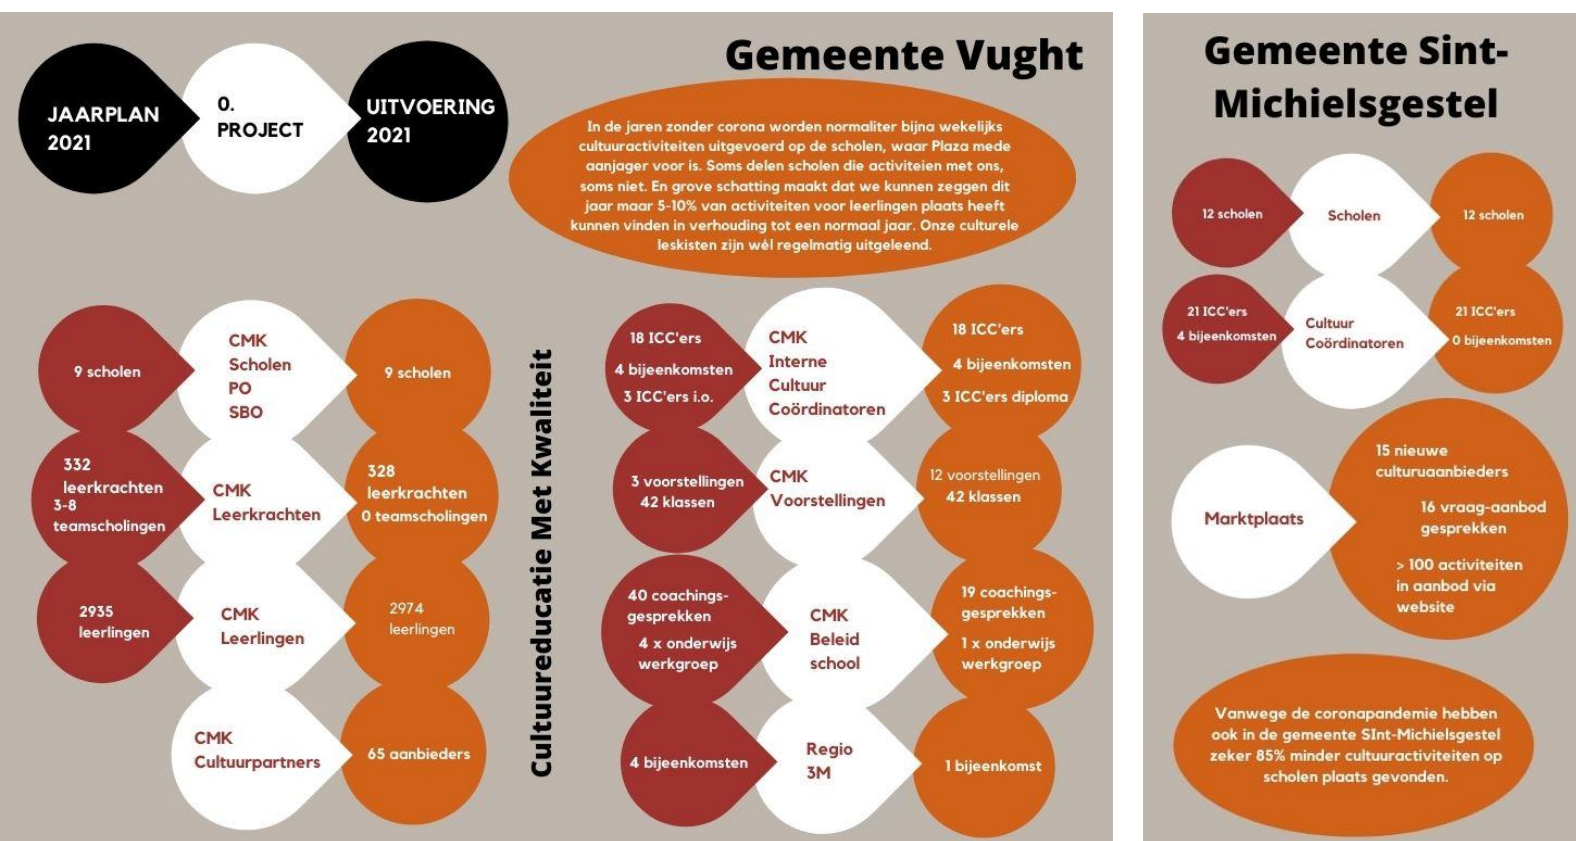 Gemeente Vught
JAARPLAN
2021
0.
PROJECT
UITVOERING
2021
In de jaren zonder corona worden normaliter bijna wekelijks
cultuuractiviteiten uitgevoerd op de scholen, waar Plaza mede
aanjager voor is. Soms delen scholen die activiteien met ons,
soms niet. En grove schatting maakt dat we kunnen zeggen dit
jaar maar 5-10% van activiteiten voor leerlingen plaats heeft
kunnen vinden in verhouding tot een normaal jaar. Onze culturele
leskisten zijn wèl regelmatig uitgeleend.
9 scholen
CMK
Scholen
PO
SBO
9 scholen
332
leerkrachten
3-8
teamscholingen
CMK
Leerkrachten
328
leerkrachten
0 teamscholingen
2935
leerlingen
CMK
Leerlingen
2974
leerlingen
CMK
Cultuurpartners
65 aanbieders
Cultuureducatie Met Kwaliteit
18 ICC'ers
4 bijeenkomsten
3 ICC'ers i.o.
CMK
Interne
Cultuur
Coördinatoren
18 ICC'ers
4 bijeenkomsten
3 ICC'ers diploma
3 voorstellingen
42 klassen
CMK
Voorstellingen
12 voorstellingen
42 klassen
40 coachings-
gesprekken
4 x onderwijs
werkgroep
CMK
Beleid
school
19 coachings-
gesprekken
1 x onderwijs
werkgroep
4 bijeenkomsten
Regio
3M
1 bijeenkomst
Gemeente Sint-
Michielsgestel
12 scholen
Scholen
12 scholen
21 ICC'ers
4 bijeenkomsten
Cultuur
Coördinatoren
21 ICC'ers
0 bijeenkomsten
Marktplaats
15 nieuwe
culturuaanbieders
16 vraag-aanbod
gesprekken
> 100 activiteiten
in aanbod via
website
Vanwege de coronapandemie hebben
ook in de gemeente SInt-Michielsgestel
zeker 85% minder cultuuractiviteiten op
scholen plaats gevonden.